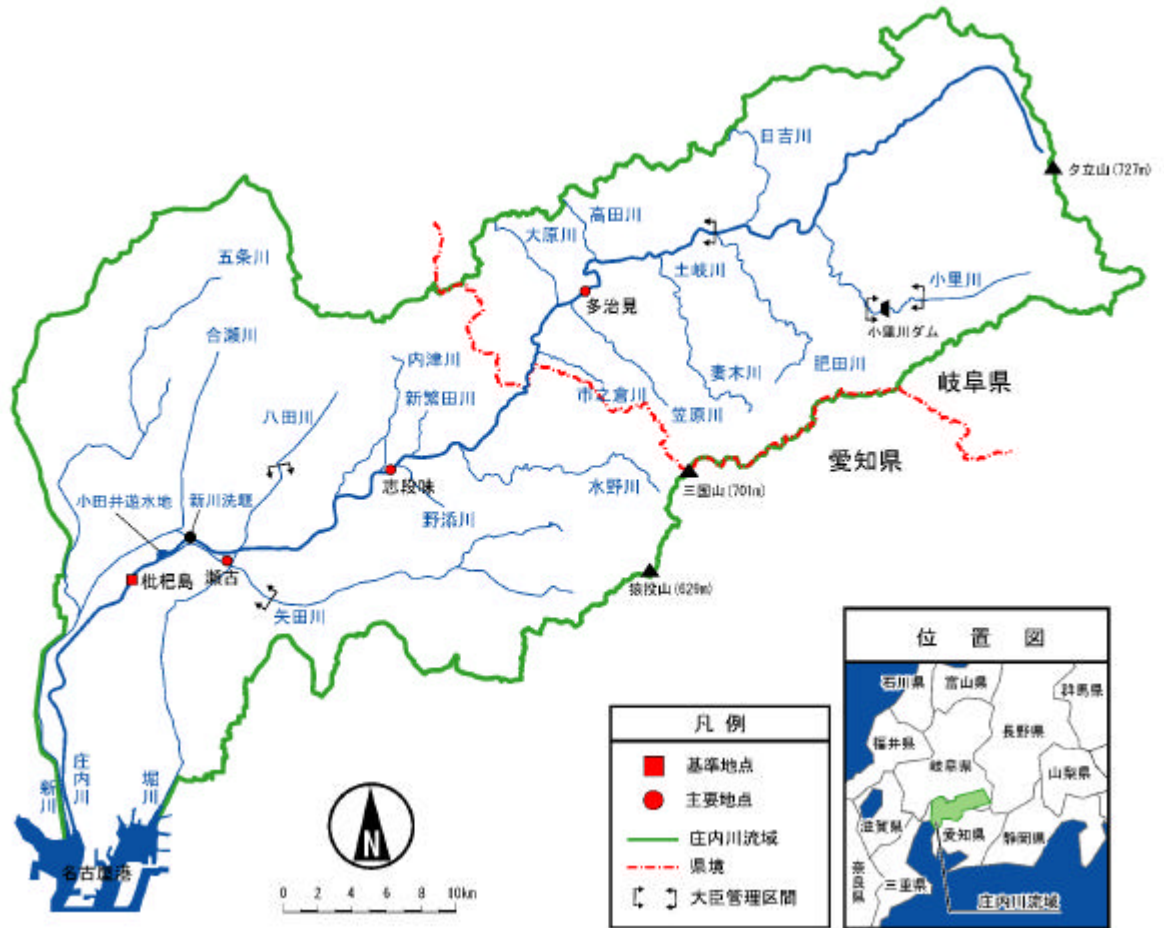 日吉川
夕立山(727m)
高田川
大原川
五条川
土岐川
小里川
多治見
小里川ダム
合瀬川
内津川
妻木川
肥田川
岐阜県
新繁田川
市之倉川
笠原川
八田川
愛知県
志段味
水野川
三国山(701m)
小田井遊水地
新川洗堰
野添川
枇杷島
瀬古
猿投山(629m)
矢田川
新川
庄内川
堀川
名古屋港
N
0 2 4 6 8 10km
凡例
基準地点
主要地点
庄内川流域
県境
大臣管理区間
位置図
石川県
富山県
群馬県
福井県
長野県
岐阜県
山梨県
滋賀県
愛知県
静岡県
奈良県
三重県
庄内川流域